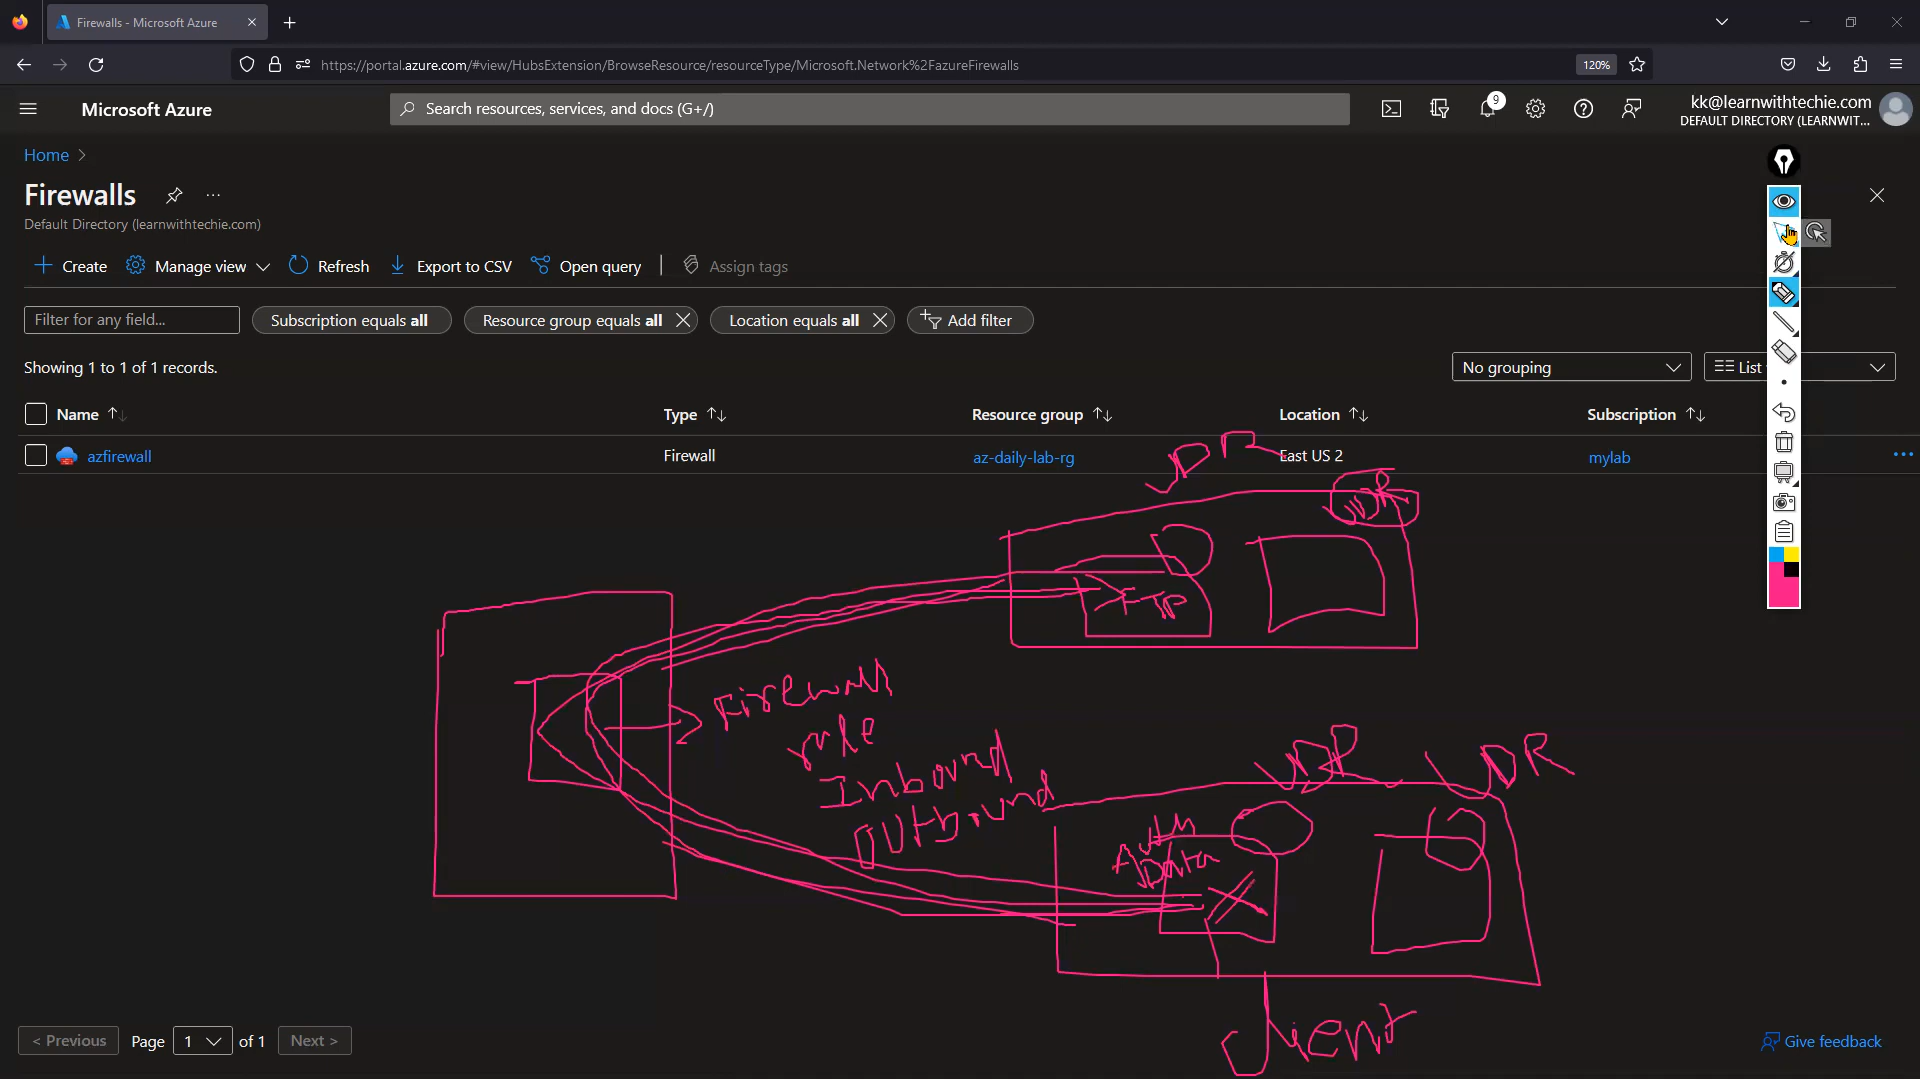 Firewalls - Microsoft Azure
https://portal.azure.com/#view/HubsExtension/BrowseResource/resourceType/Microsoft.Network%2FazureFirewalls
120%
Microsoft Azure
Search resources, services, and docs (G+/)
9
kk@learnwithtechie.com
DEFAULT DIRECTORY (LEARNWIT...
Home
Firewalls
Default Directory (learnwithtechie.com)
Create
Manage view
Refresh
Export to CSV
Open query
Assign tags
Filter for any field...
Subscription equals all
Resource group equals all
Location equals all
Add filter
Showing 1 to 1 of 1 records.
No grouping
List
Name
Type
Resource group
Location
Subscription
azfirewall
Firewall
az-daily-lab-rg
East US 2
mylab
UDR
UDR
FTP
Firewall
rule
Inbound
Outbound
UDR
UDR
Auth
Data
client
< Previous
Page
1
of 1
Next >
Give feedback